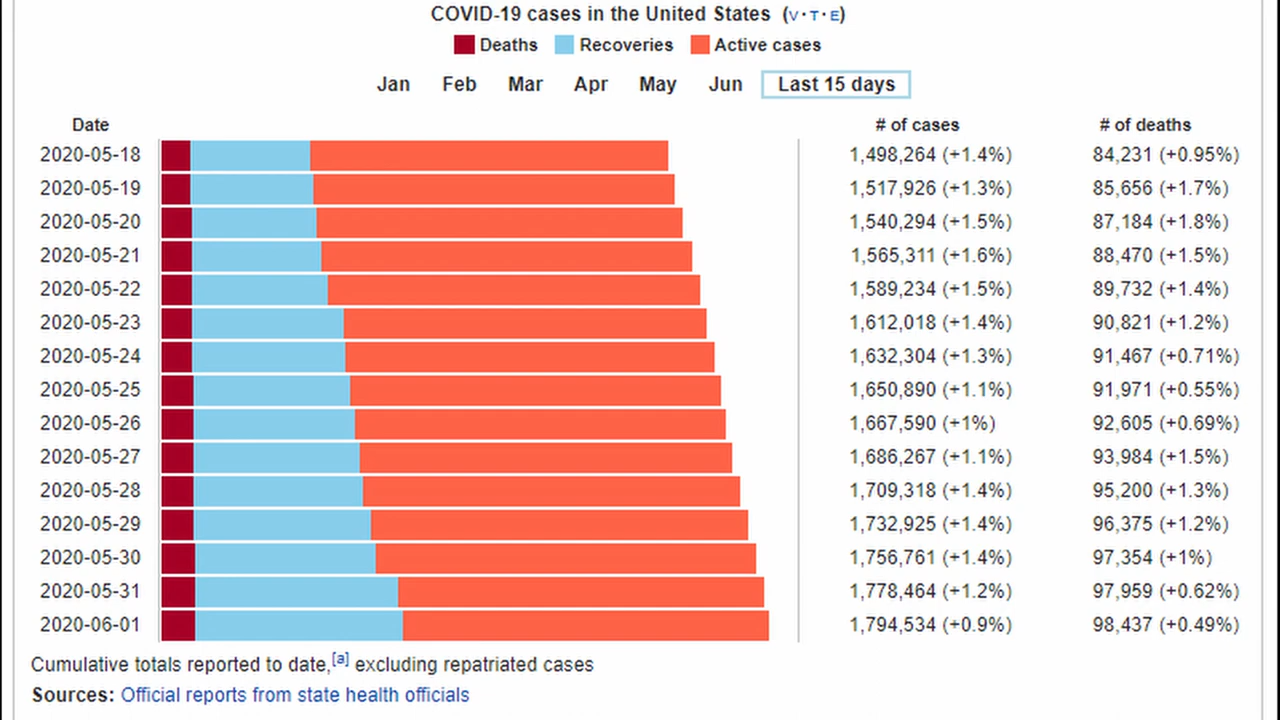 COVID-19 cases in the United States (V · T · E)
Deaths Recoveries Active cases
Jan Feb Mar Apr May Jun Last 15 days
Date # of cases # of deaths
2020-05-18 1,498,264 (+1.4%) 84,231 (+0.95%)
2020-05-19 1,517,926 (+1.3%) 85,656 (+1.7%)
2020-05-20 1,540,294 (+1.5%) 87,184 (+1.8%)
2020-05-21 1,565,311 (+1.6%) 88,470 (+1.5%)
2020-05-22 1,589,234 (+1.5%) 89,732 (+1.4%)
2020-05-23 1,612,018 (+1.4%) 90,821 (+1.2%)
2020-05-24 1,632,304 (+1.3%) 91,467 (+0.71%)
2020-05-25 1,650,890 (+1.1%) 91,971 (+0.55%)
2020-05-26 1,667,590 (+1%) 92,605 (+0.69%)
2020-05-27 1,686,267 (+1.1%) 93,984 (+1.5%)
2020-05-28 1,709,318 (+1.4%) 95,200 (+1.3%)
2020-05-29 1,732,925 (+1.4%) 96,375 (+1.2%)
2020-05-30 1,756,761 (+1.4%) 97,354 (+1%)
2020-05-31 1,778,464 (+1.2%) 97,959 (+0.62%)
2020-06-01 1,794,534 (+0.9%) 98,437 (+0.49%)
Cumulative totals reported to date,[a] excluding repatriated cases
Sources: Official reports from state health officials